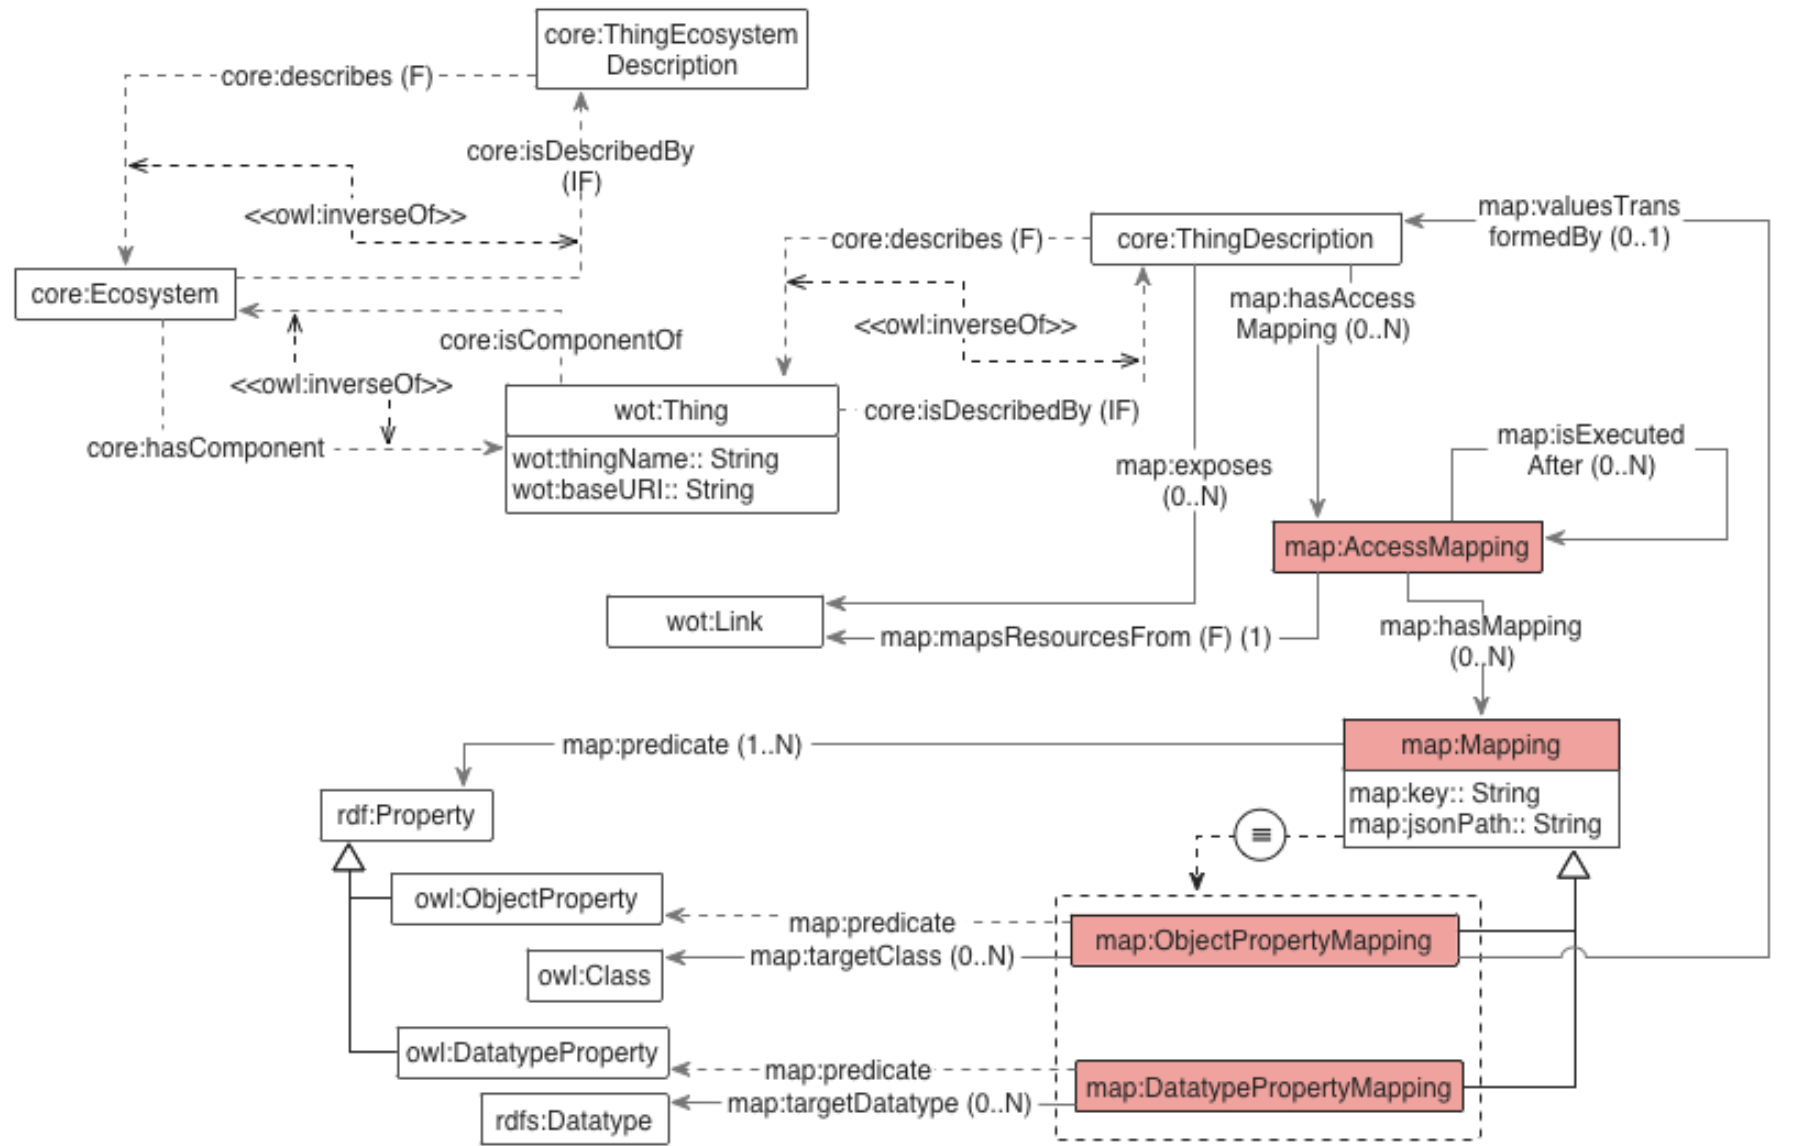 core:ThingEcosystem
Description
core:describes (F)
core:isDescribedBy
(IF)
<<owl:inverseOf>>
map:valuesTrans
formedBy (0..1)
core:describes (F)
core:ThingDescription
core:Ecosystem
map:hasAccess
Mapping (0..N)
<<owl:inverseOf>>
core:isComponentOf
<<owl:inverseOf>>
wot:Thing
core:isDescribedBy (IF)
core:hasComponent
wot:thingName:: String
wot:baseURI:: String
map:exposes
(0..N)
map:isExecuted
After (0..N)
map:AccessMapping
wot:Link
map:mapsResourcesFrom (F) (1)
map:hasMapping
(0..N)
map:predicate (1..N)
map:Mapping
map:key:: String
map:jsonPath:: String
rdf:Property
≡
owl:ObjectProperty
map:predicate
map:ObjectPropertyMapping
map:targetClass (0..N)
owl:Class
owl:DatatypeProperty
map:predicate
map:DatatypePropertyMapping
map:targetDatatype (0..N)
rdfs:Datatype